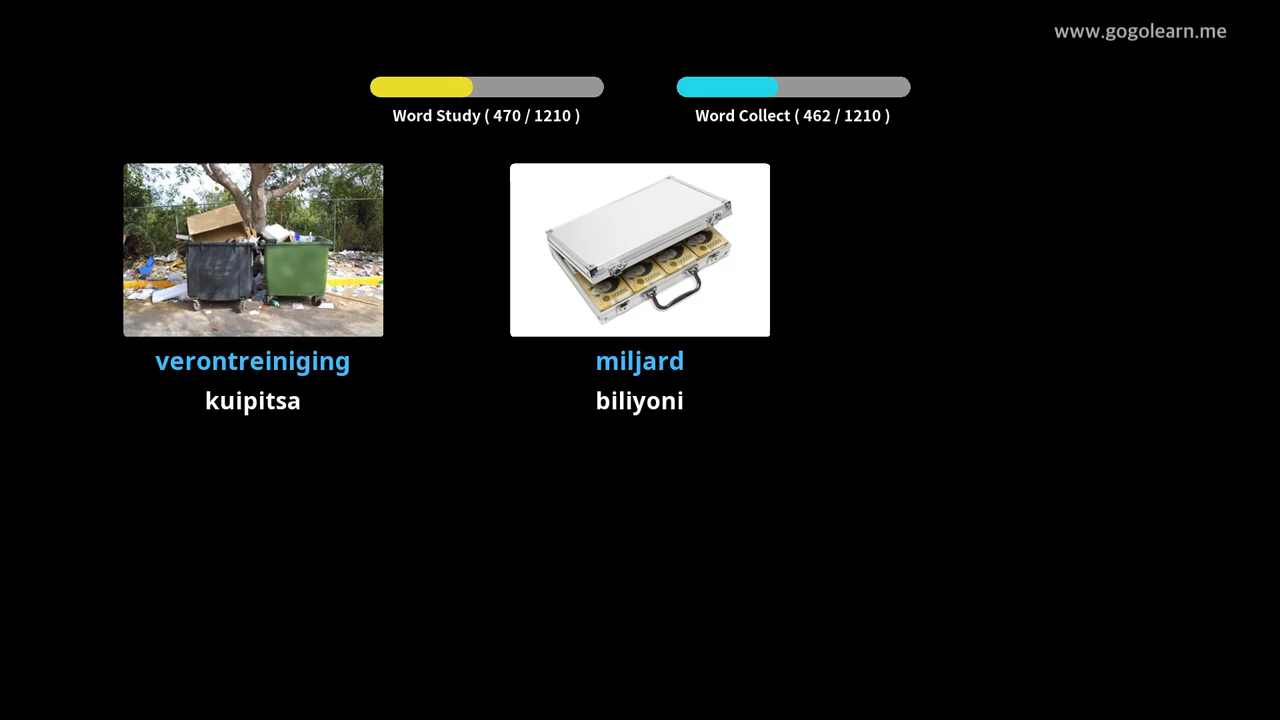 www.gogolearn.me
Word Study ( 470 / 1210 )
Word Collect ( 462 / 1210 )
verontreiniging
miljard
kuipitsa
biliyoni